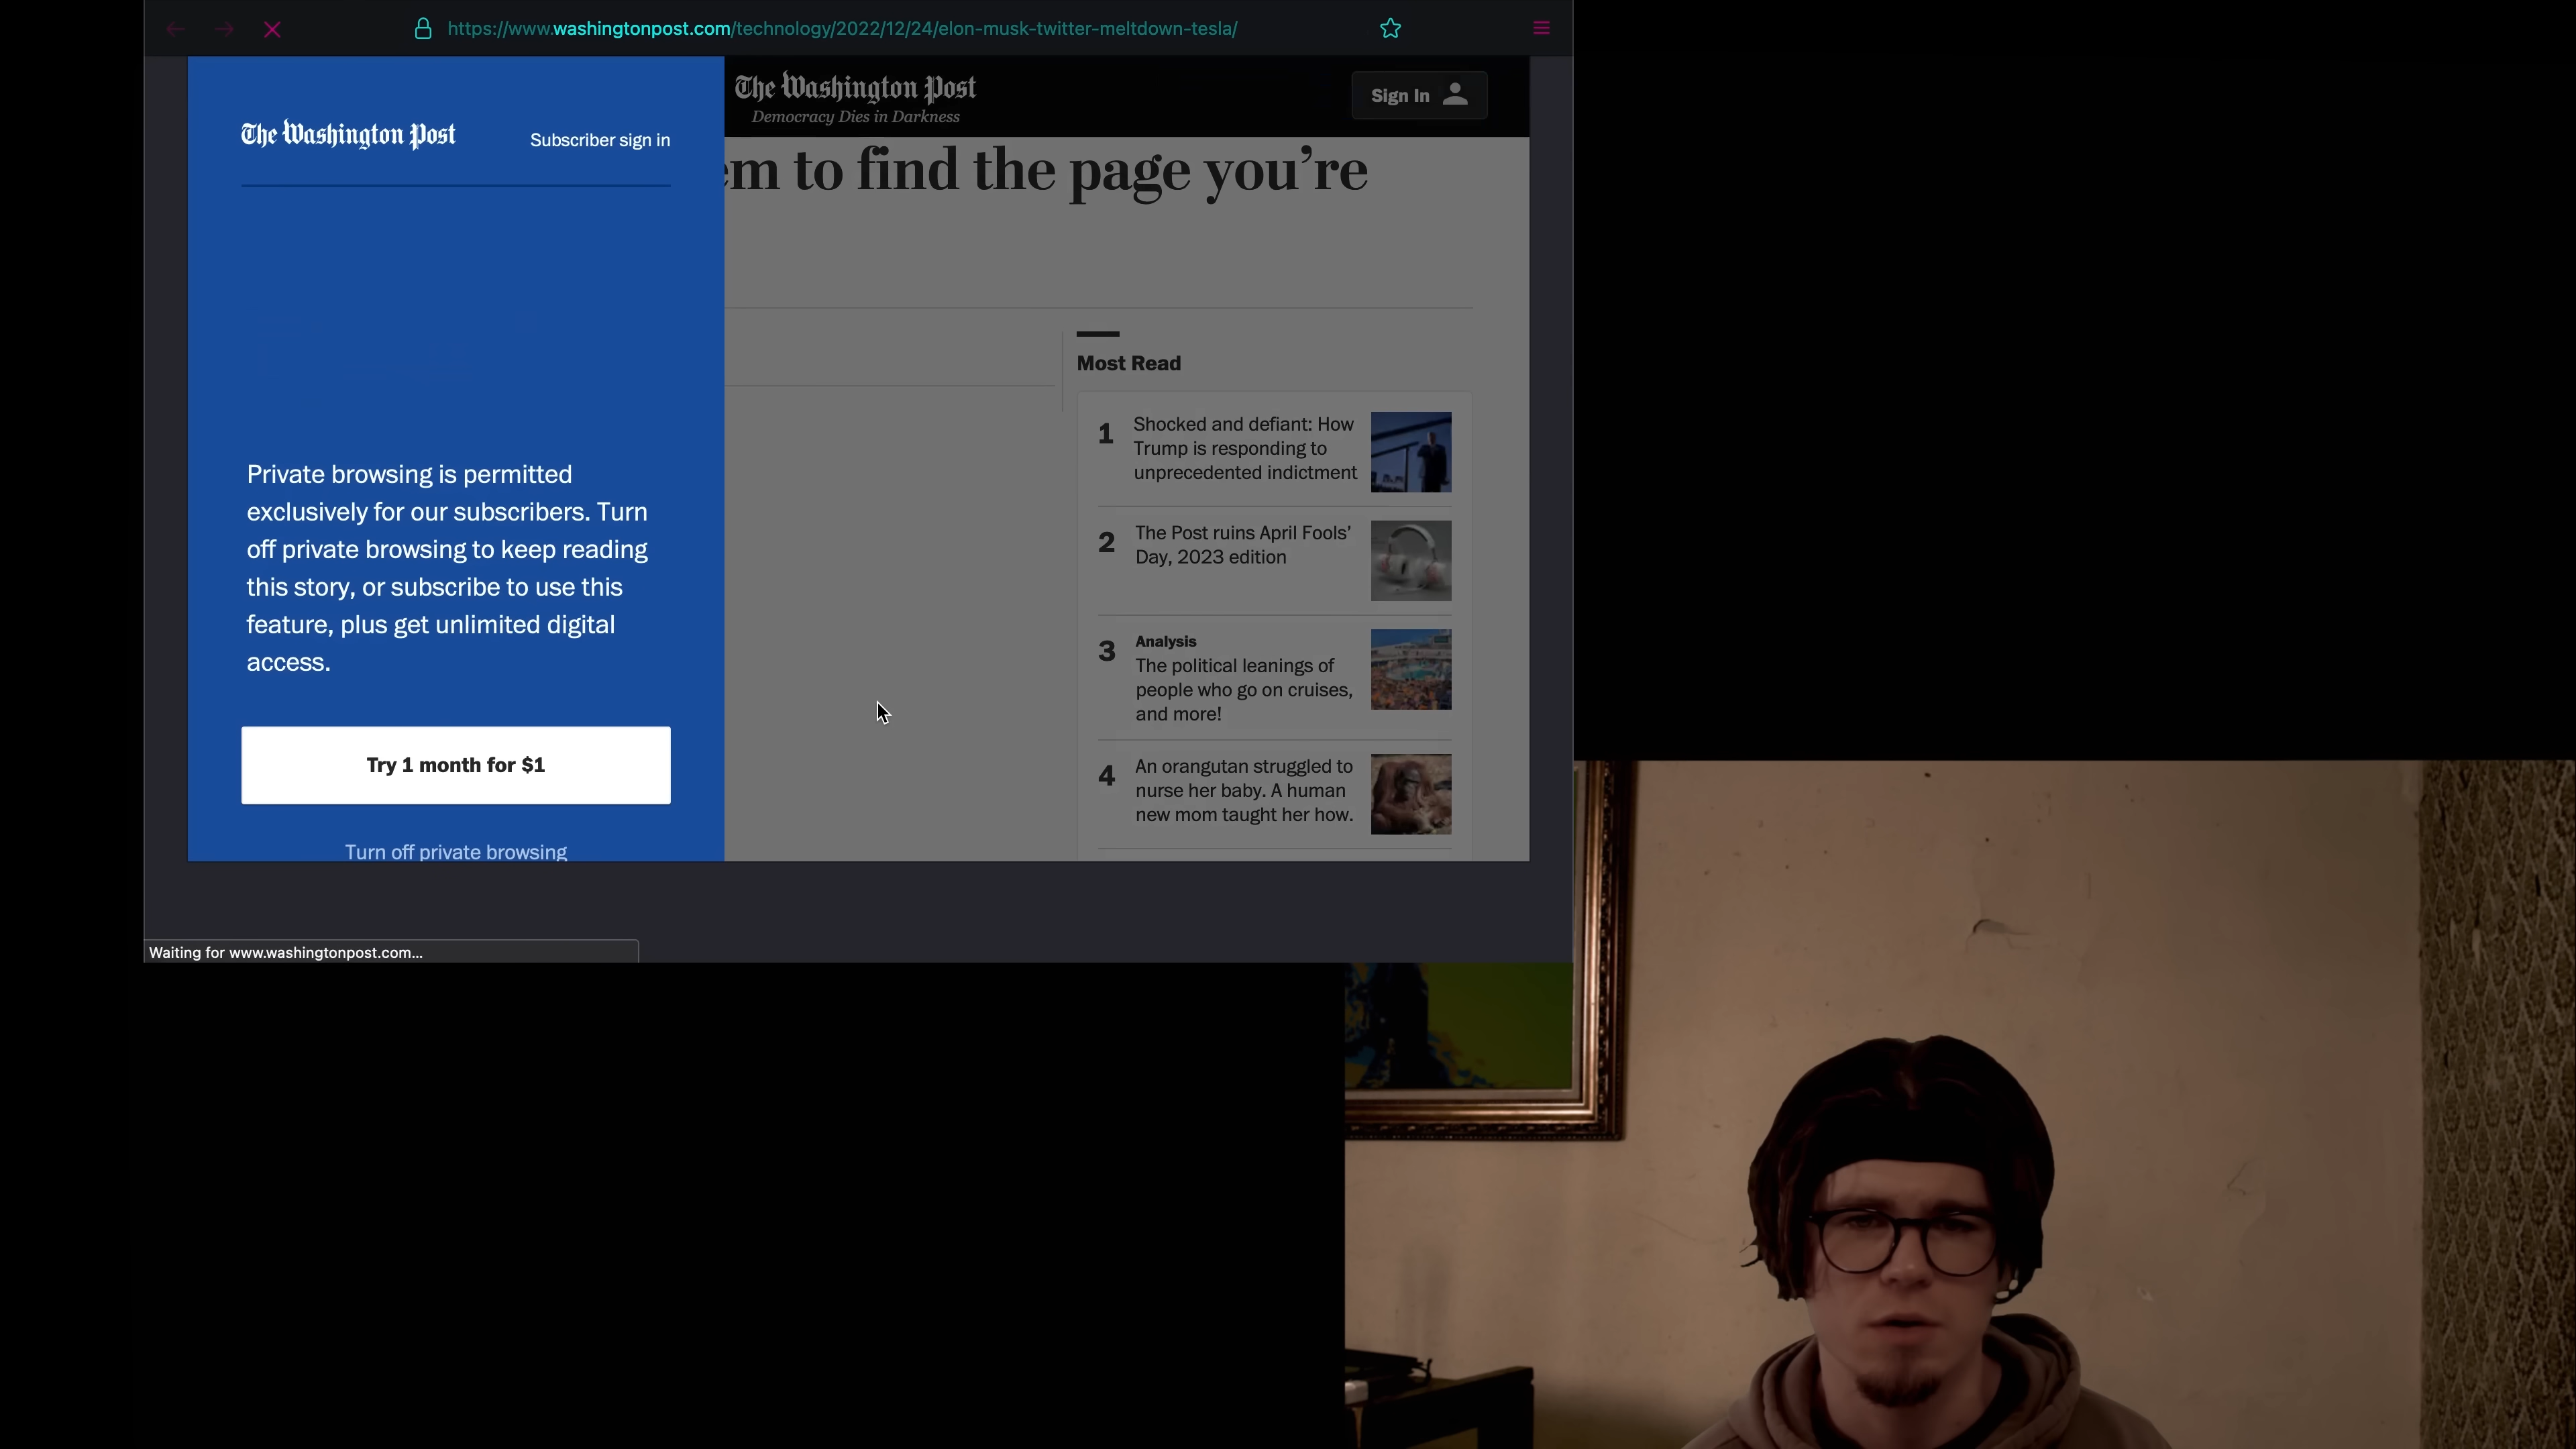 https://www.washingtonpost.com/technology/2022/12/24/elon-musk-twitter-meltdown-tesla/
The Washington Post
Subscriber sign in
Private browsing is permitted
exclusively for our subscribers. Turn
off private browsing to keep reading
this story, or subscribe to use this
feature, plus get unlimited digital
access.
Try 1 month for $1
Turn off private browsing
The Washington Post
Democracy Dies in Darkness
Sign In
to find the page you’re
Most Read
1
Shocked and defiant: How
Trump is responding to
unprecedented indictment
2
The Post ruins April Fools’
Day, 2023 edition
3
Analysis
The political leanings of
people who go on cruises,
and more!
4
An orangutan struggled to
nurse her baby. A human
new mom taught her how.
Waiting for www.washingtonpost.com...